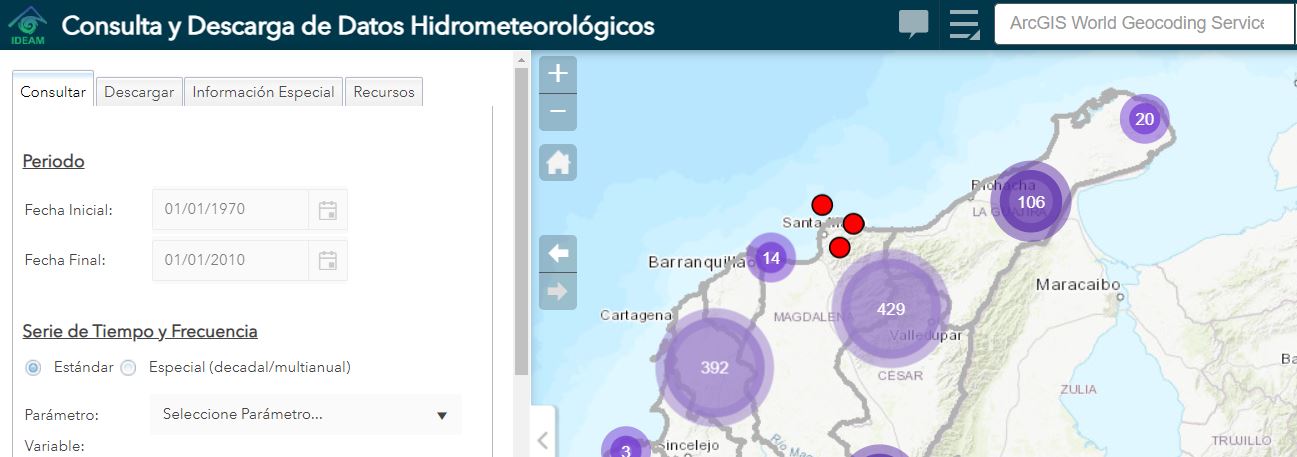 IDEAM
Consulta y Descarga de Datos Hidrometeorológicos
ArcGIS World Geocoding Service
Consultar
Descargar
Información Especial
Recursos
Periodo
Fecha Inicial:
01/01/1970
Fecha Final:
01/01/2010
Serie de Tiempo y Frecuencia
Estándar
Especial (decadal/multianual)
Parámetro:
Seleccione Parámetro...
Variable:
+
−
20
Riohacha
106
LA GUAJIRA
Santa
14
Barranquilla
Maracaibo
Cartagena
MAGDALENA
429
Valledupar
392
CESAR
ZULIA
Ba
3
Sincelejo
Río
TRUJILLO